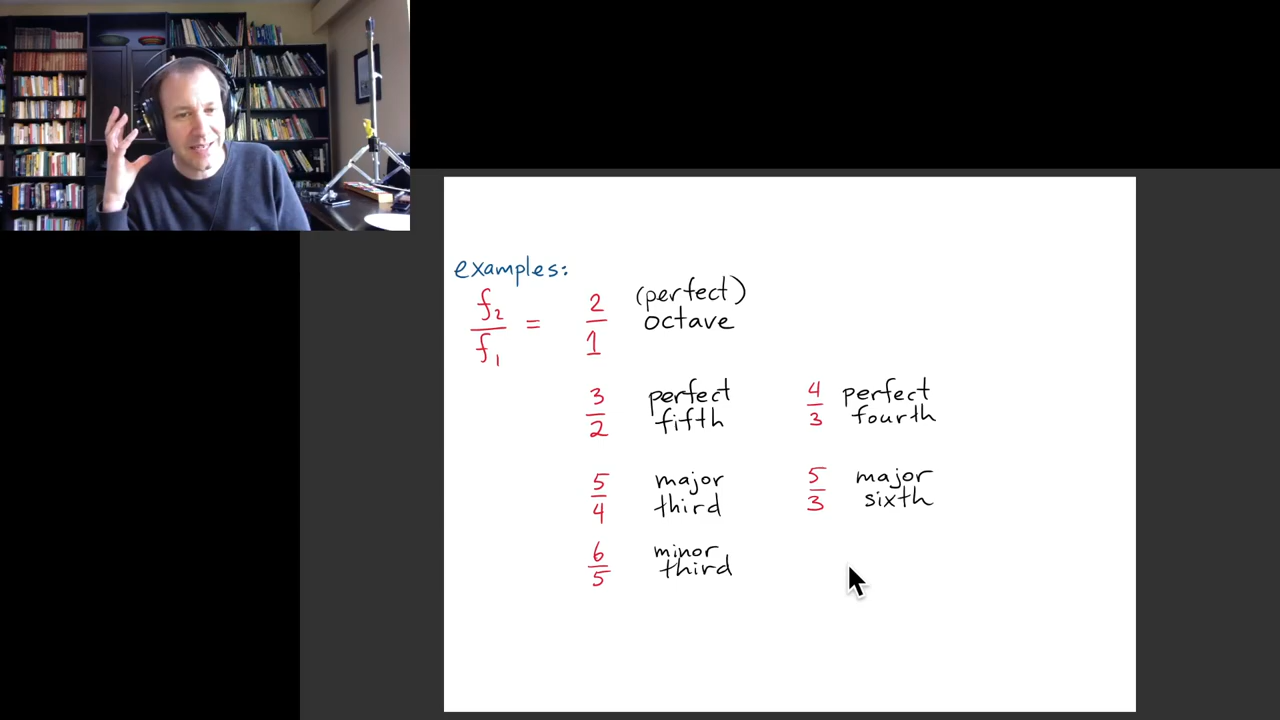 examples:
f₂/f₁ = 2/1 (perfect)
octave
3/2 perfect
fifth
4/3 perfect
fourth
5/4 major
third
5/3 major
sixth
6/5 minor
third